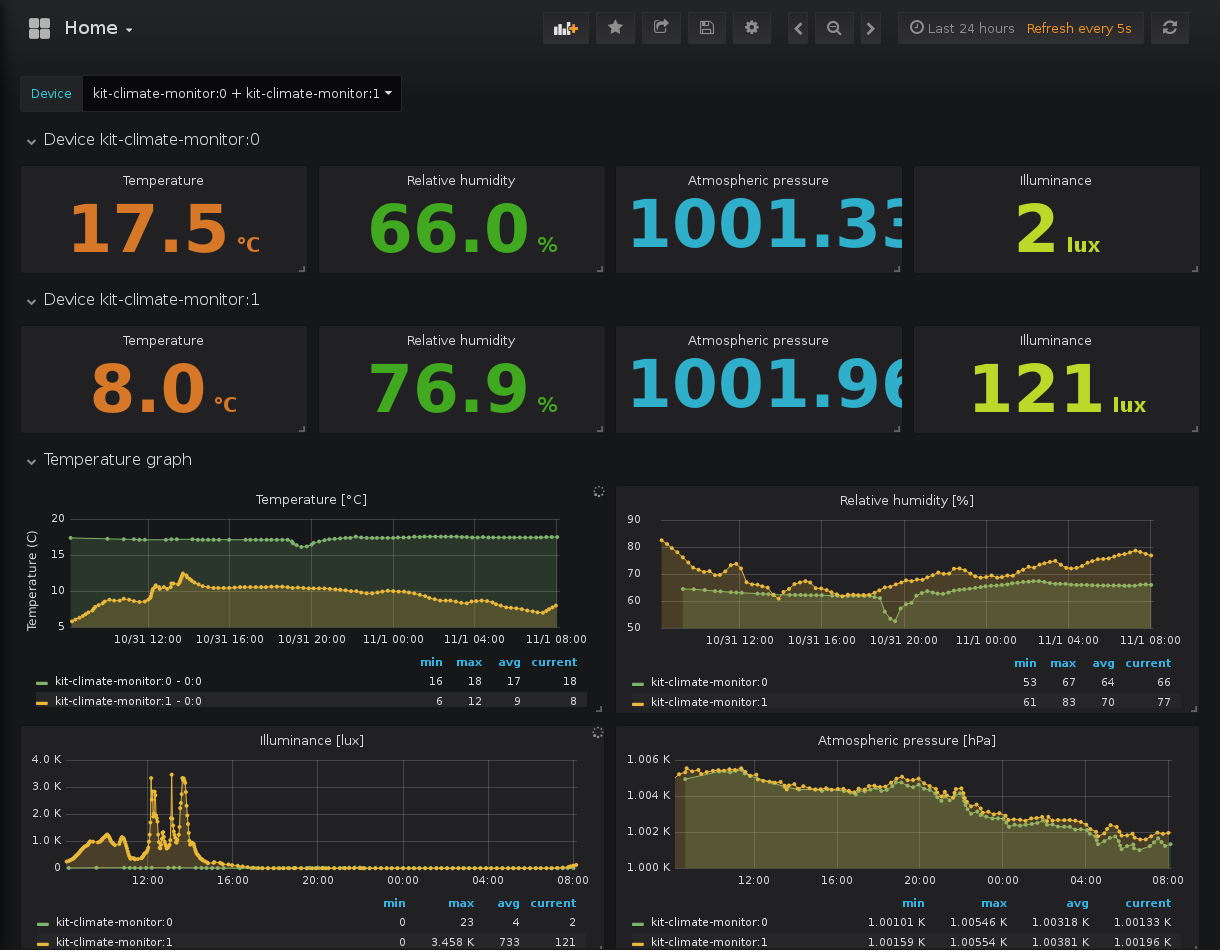 Home
Last 24 hours Refresh every 5s
Device kit-climate-monitor:0 + kit-climate-monitor:1
Device kit-climate-monitor:0
Temperature Relative humidity Atmospheric pressure Illuminance
17.5 °C 66.0 % 1001.33 2 lux
Device kit-climate-monitor:1
Temperature Relative humidity Atmospheric pressure Illuminance
8.0 °C 76.9 % 1001.96 121 lux
Temperature graph
Temperature [°C]
Temperature (C)
20
15
10
5
10/31 12:00 10/31 16:00 10/31 20:00 11/1 00:00 11/1 04:00 11/1 08:00
min max avg current
kit-climate-monitor:0 - 0:0 16 18 17 18
kit-climate-monitor:1 - 0:0 6 12 9 8
Relative humidity [%]
90
80
70
60
50
10/31 12:00 10/31 16:00 10/31 20:00 11/1 00:00 11/1 04:00 11/1 08:00
min max avg current
kit-climate-monitor:0 53 67 64 66
kit-climate-monitor:1 61 83 70 77
Illuminance [lux]
4.0 K
3.0 K
2.0 K
1.0 K
0
12:00 16:00 20:00 00:00 04:00 08:00
min max avg current
kit-climate-monitor:0 0 23 4 2
kit-climate-monitor:1 0 3.458 K 733 121
Atmospheric pressure [hPa]
1.006 K
1.004 K
1.002 K
1.000 K
12:00 16:00 20:00 00:00 04:00 08:00
min max avg current
kit-climate-monitor:0 1.00101 K 1.00546 K 1.00318 K 1.00133 K
kit-climate-monitor:1 1.00159 K 1.00554 K 1.00381 K 1.00196 K